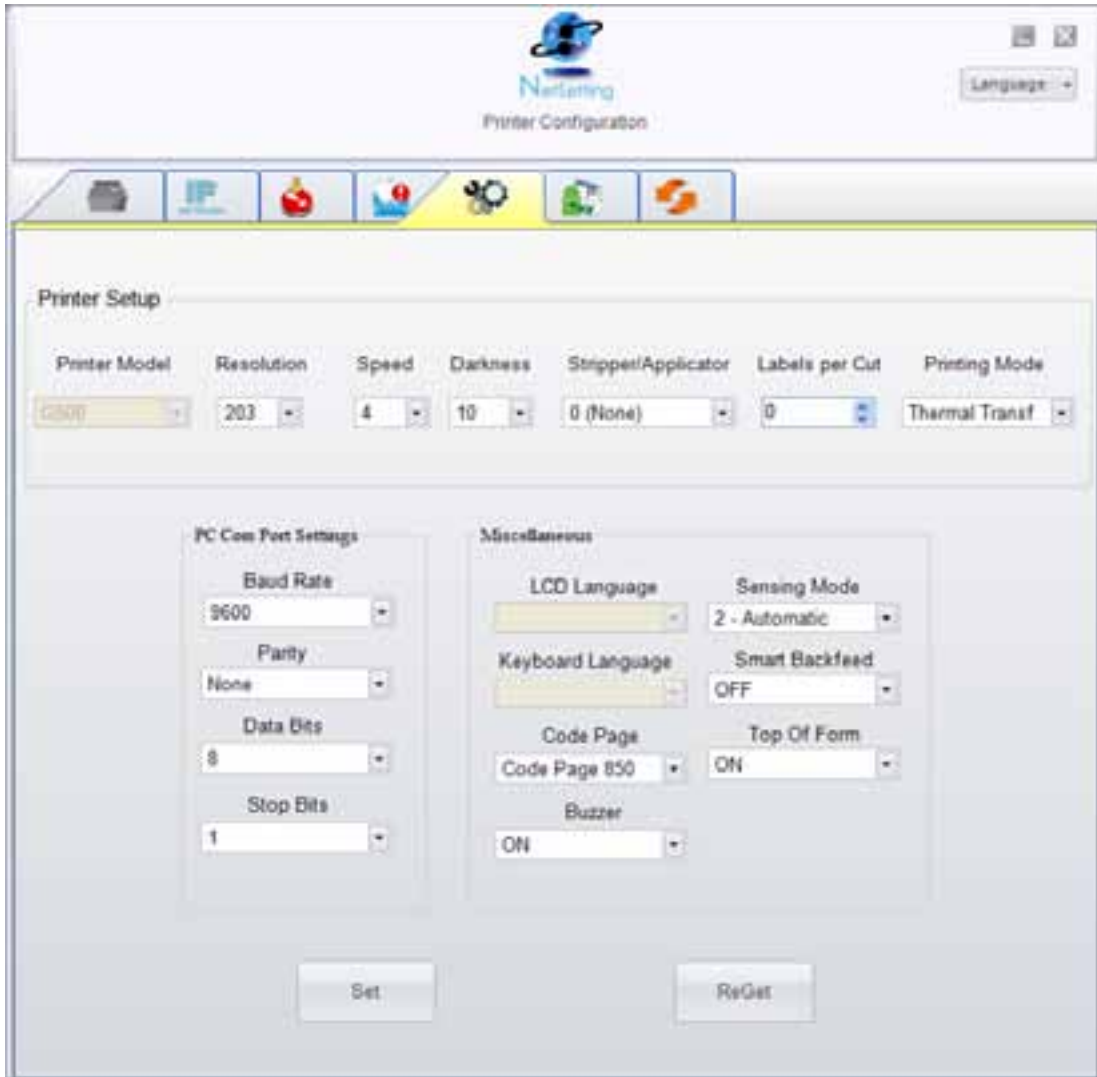 NetSetting
Printer Configuration
Language
IP
Printer Setup
Printer Model Resolution Speed Darkness Stripper/Applicator Labels per Cut Printing Mode
G500 203 4 10 0 (None) 0 Thermal Transf
PC Com Port Settings
Baud Rate
9600
Parity
None
Data Bits
8
Stop Bits
1
Miscellaneous
LCD Language Sensing Mode
2 - Automatic
Keyboard Language Smart Backfeed
OFF
Code Page Top Of Form
Code Page 850 ON
Buzzer
ON
Set ReGet